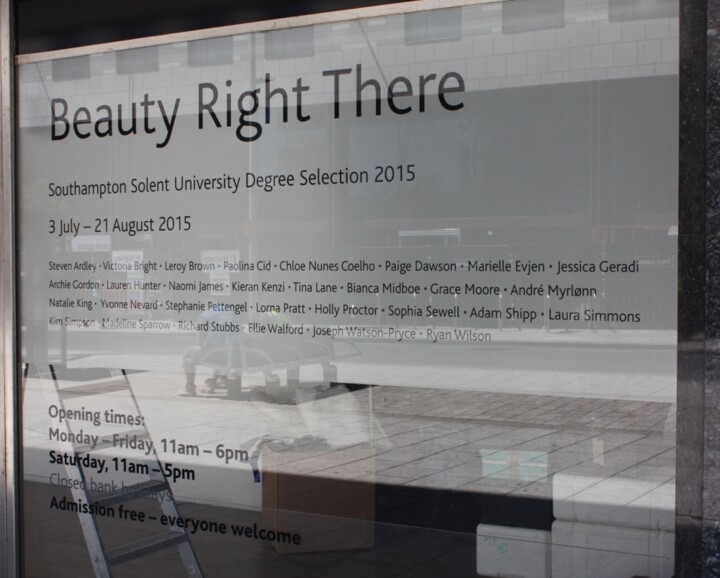 Beauty Right There
Southampton Solent University Degree Selection 2015
3 July – 21 August 2015
Steven Ardley • Victoria Bright • Leroy Brown • Paolina Cid • Chloe Nunes Coelho • Paige Dawson • Marielle Evjen • Jessica Geradi
Archie Gordon • Lauren Hunter • Naomi James • Kieran Kenzi • Tina Lane • Bianca Midboe • Grace Moore • André Myrlønn
Natalie King • Yvonne Nevard • Stephanie Pettengel • Lorna Pratt • Holly Proctor • Sophia Sewell • Adam Shipp • Laura Simmons
Kim Simpson • Madeline Sparrow • Richard Stubbs • Ellie Walford • Joseph Watson-Pryce • Ryan Wilson
Opening times:
Monday – Friday, 11am – 6pm
Saturday, 11am – 5pm
Closed bank holidays
Admission free – everyone welcome